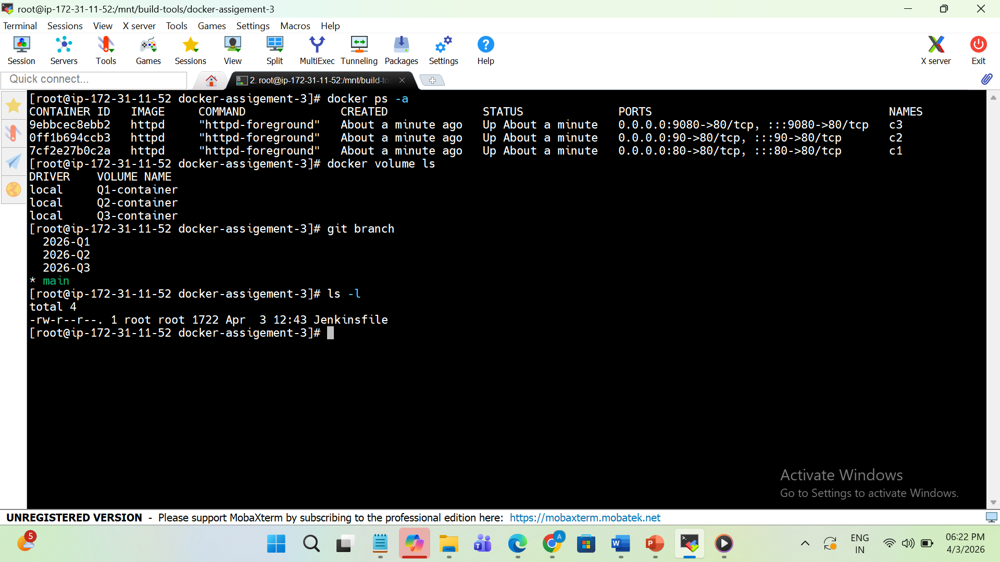 root@ip-172-31-11-52:/mnt/build-tools/docker-assigement-3
Terminal Sessions View X server Tools Games Settings Macros Help
Session Servers Tools Games Sessions View Split MultiExec Tunneling Packages Settings Help X server Exit
Quick connect... 2. root@ip-172-31-11-52:/mnt/build-to
[root@ip-172-31-11-52 docker-assigement-3]# docker ps -a
CONTAINER ID IMAGE COMMAND CREATED STATUS PORTS NAMES
9ebbcec8ebb2 httpd "httpd-foreground" About a minute ago Up About a minute 0.0.0.0:9080->80/tcp, :::9080->80/tcp c3
0ff1b694ccb3 httpd "httpd-foreground" About a minute ago Up About a minute 0.0.0.0:90->80/tcp, :::90->80/tcp c2
7cf2e27b0c2a httpd "httpd-foreground" About a minute ago Up About a minute 0.0.0.0:80->80/tcp, :::80->80/tcp c1
[root@ip-172-31-11-52 docker-assigement-3]# docker volume ls
DRIVER VOLUME NAME
local Q1-container
local Q2-container
local Q3-container
[root@ip-172-31-11-52 docker-assigement-3]# git branch
2026-Q1
2026-Q2
2026-Q3
* main
[root@ip-172-31-11-52 docker-assigement-3]# ls -l
total 4
-rw-r--r--. 1 root root 1722 Apr 3 12:43 Jenkinsfile
[root@ip-172-31-11-52 docker-assigement-3]#
Activate Windows
Go to Settings to activate Windows.
UNREGISTERED VERSION - Please support MobaXterm by subscribing to the professional edition here: https://mobaxterm.mobatek.net
5
A
ENG
IN
06:22 PM
4/3/2026